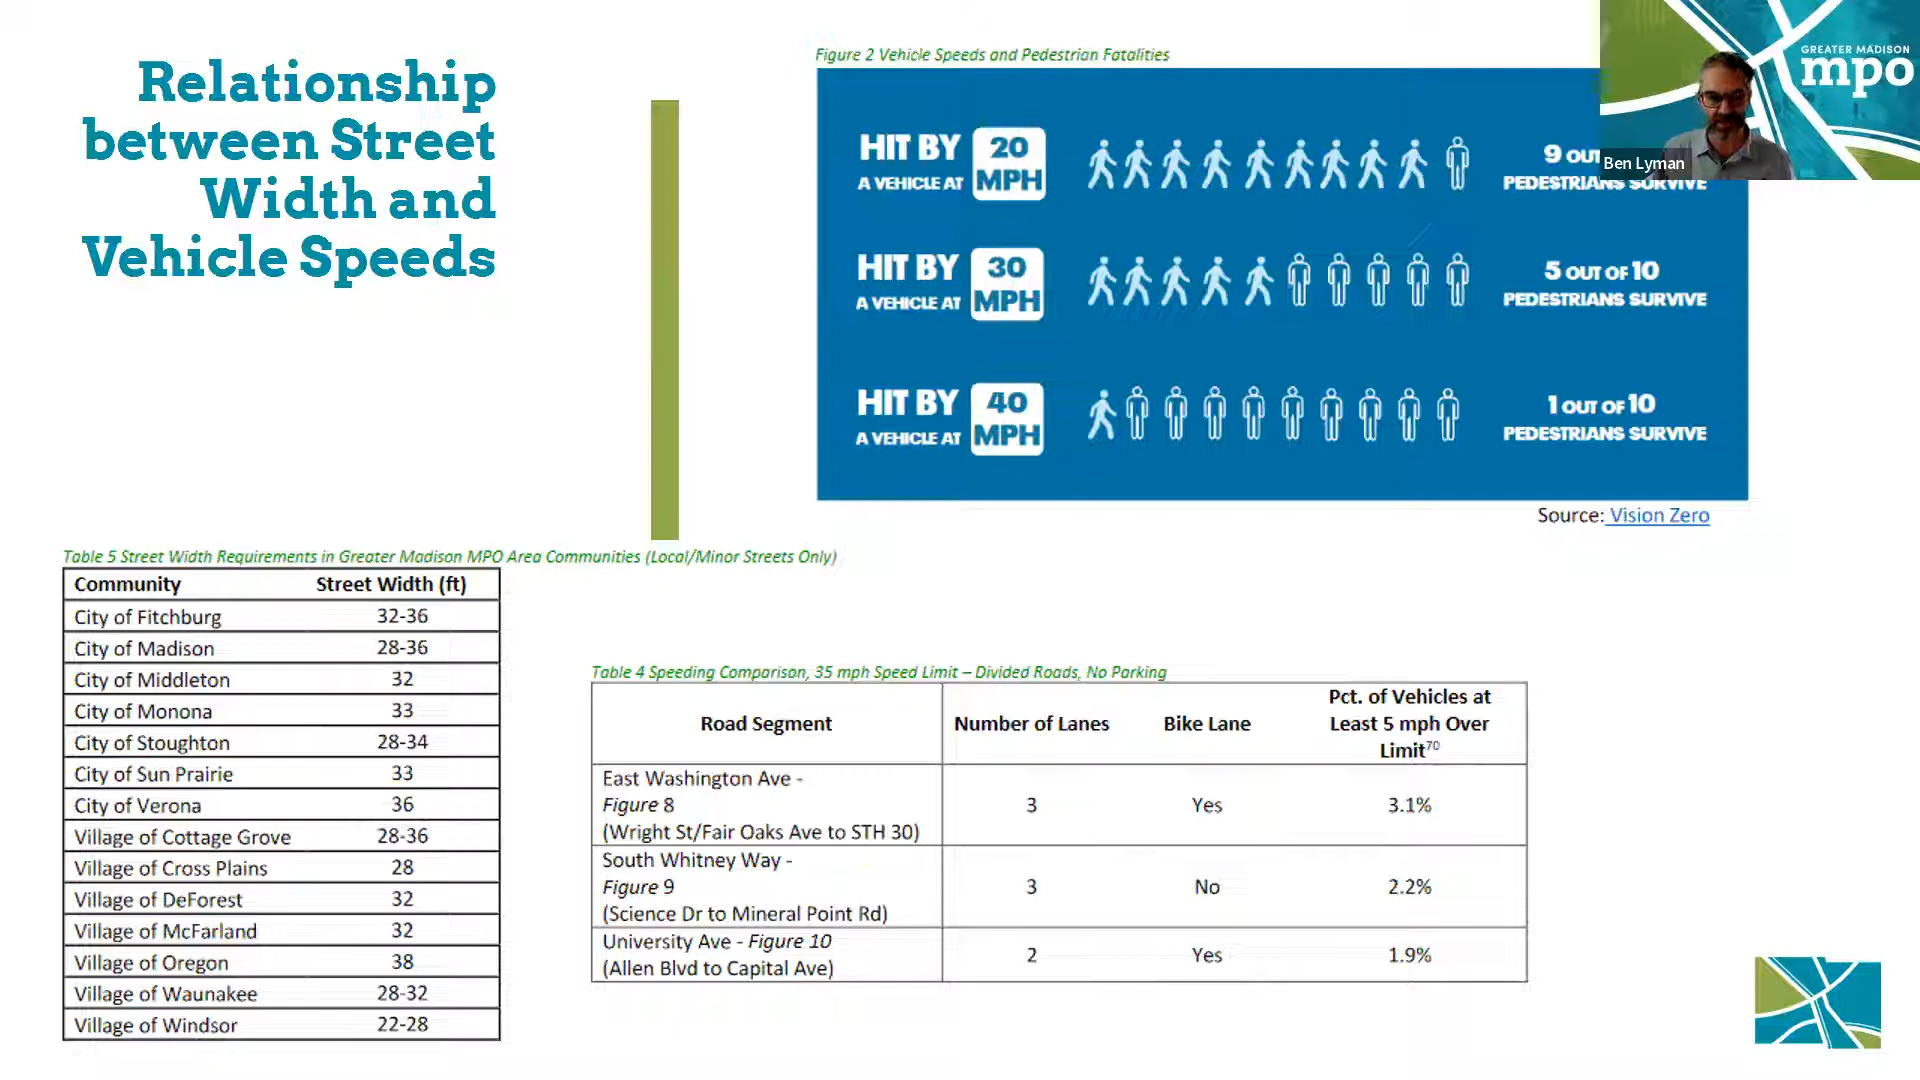 Relationship
between Street
Width and
Vehicle Speeds
Figure 2 Vehicle Speeds and Pedestrian Fatalities
HIT BY
A VEHICLE AT
20
MPH
9 OUT
PEDESTRIANS SURVIVE
HIT BY
A VEHICLE AT
30
MPH
5 OUT OF 10
PEDESTRIANS SURVIVE
HIT BY
A VEHICLE AT
40
MPH
1 OUT OF 10
PEDESTRIANS SURVIVE
Source: Vision Zero
GREATER MADISON
mpo
Ben Lyman
Table 5 Street Width Requirements in Greater Madison MPO Area Communities (Local/Minor Streets Only)
Community Street Width (ft)
City of Fitchburg 32-36
City of Madison 28-36
City of Middleton 32
City of Monona 33
City of Stoughton 28-34
City of Sun Prairie 33
City of Verona 36
Village of Cottage Grove 28-36
Village of Cross Plains 28
Village of DeForest 32
Village of McFarland 32
Village of Oregon 38
Village of Waunakee 28-32
Village of Windsor 22-28
Table 4 Speeding Comparison, 35 mph Speed Limit – Divided Roads, No Parking
Road Segment Number of Lanes Bike Lane Pct. of Vehicles at
Least 5 mph Over
Limit70
East Washington Ave -
Figure 8
(Wright St/Fair Oaks Ave to STH 30) 3 Yes 3.1%
South Whitney Way -
Figure 9
(Science Dr to Mineral Point Rd) 3 No 2.2%
University Ave - Figure 10
(Allen Blvd to Capital Ave) 2 Yes 1.9%